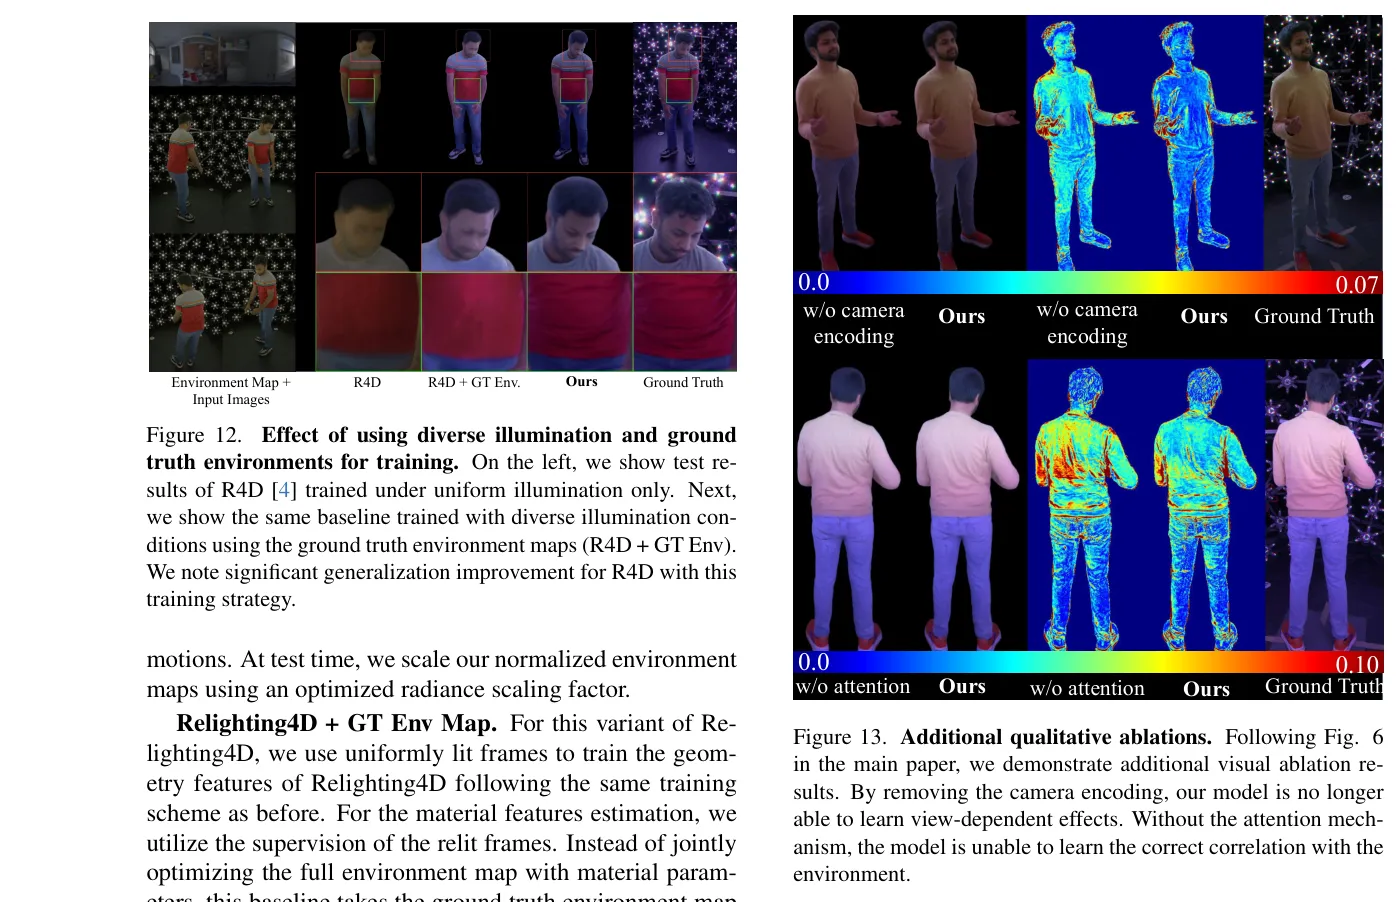 Environment Map +
Input Images
R4D
R4D + GT Env.
Ours
Ground Truth
Figure 12. Effect of using diverse illumination and ground
truth environments for training. On the left, we show test re-
sults of R4D [4] trained under uniform illumination only. Next,
we show the same baseline trained with diverse illumination con-
ditions using the ground truth environment maps (R4D + GT Env).
We note significant generalization improvement for R4D with this
training strategy.
motions. At test time, we scale our normalized environment
maps using an optimized radiance scaling factor.
Relighting4D + GT Env Map. For this variant of Re-
lighting4D, we use uniformly lit frames to train the geom-
etry features of Relighting4D following the same training
scheme as before. For the material features estimation, we
utilize the supervision of the relit frames. Instead of jointly
optimizing the full environment map with material param-
eters, this baseline takes the ground truth environment map
0.0
0.07
w/o camera
encoding
Ours
w/o camera
encoding
Ours
Ground Truth
0.0
0.10
w/o attention
Ours
w/o attention
Ours
Ground Truth
Figure 13. Additional qualitative ablations. Following Fig. 6
in the main paper, we demonstrate additional visual ablation re-
sults. By removing the camera encoding, our model is no longer
able to learn view-dependent effects. Without the attention mech-
anism, the model is unable to learn the correct correlation with the
environment.